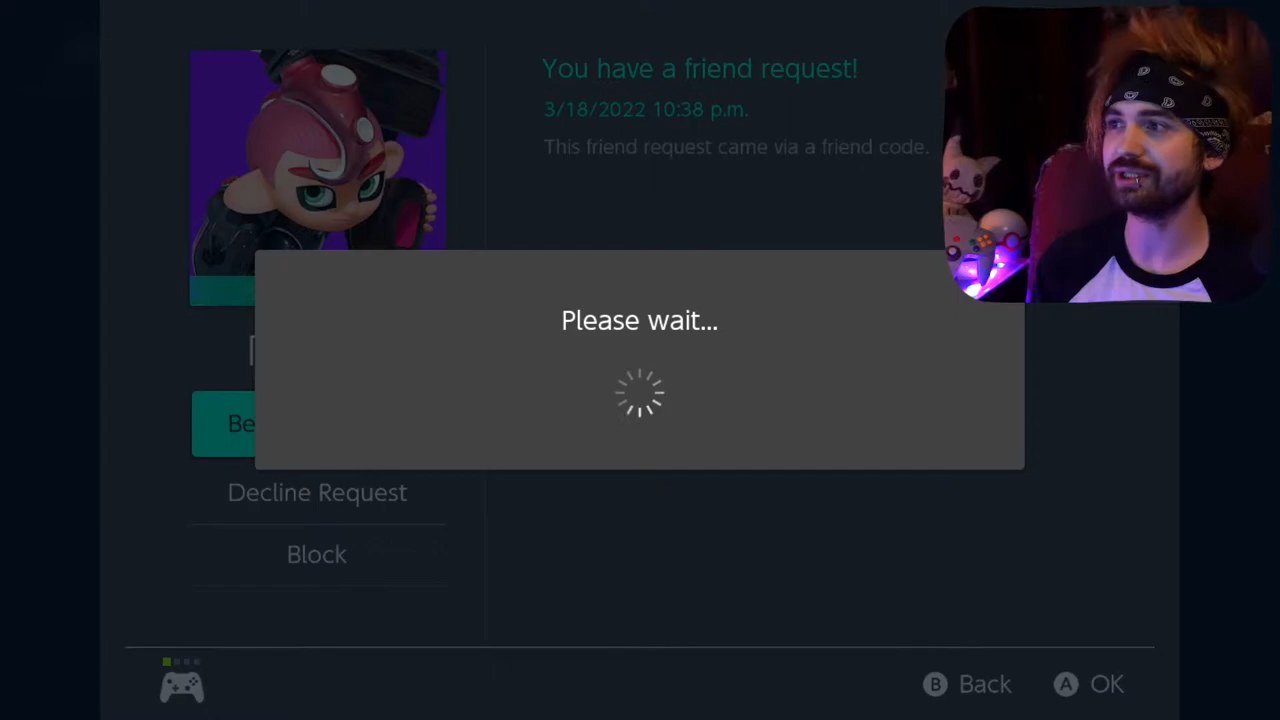 You have a friend request!
3/18/2022 10:38 p.m.
This friend request came via a friend code.
Please wait...
Be
Decline Request
Block
B Back
A OK